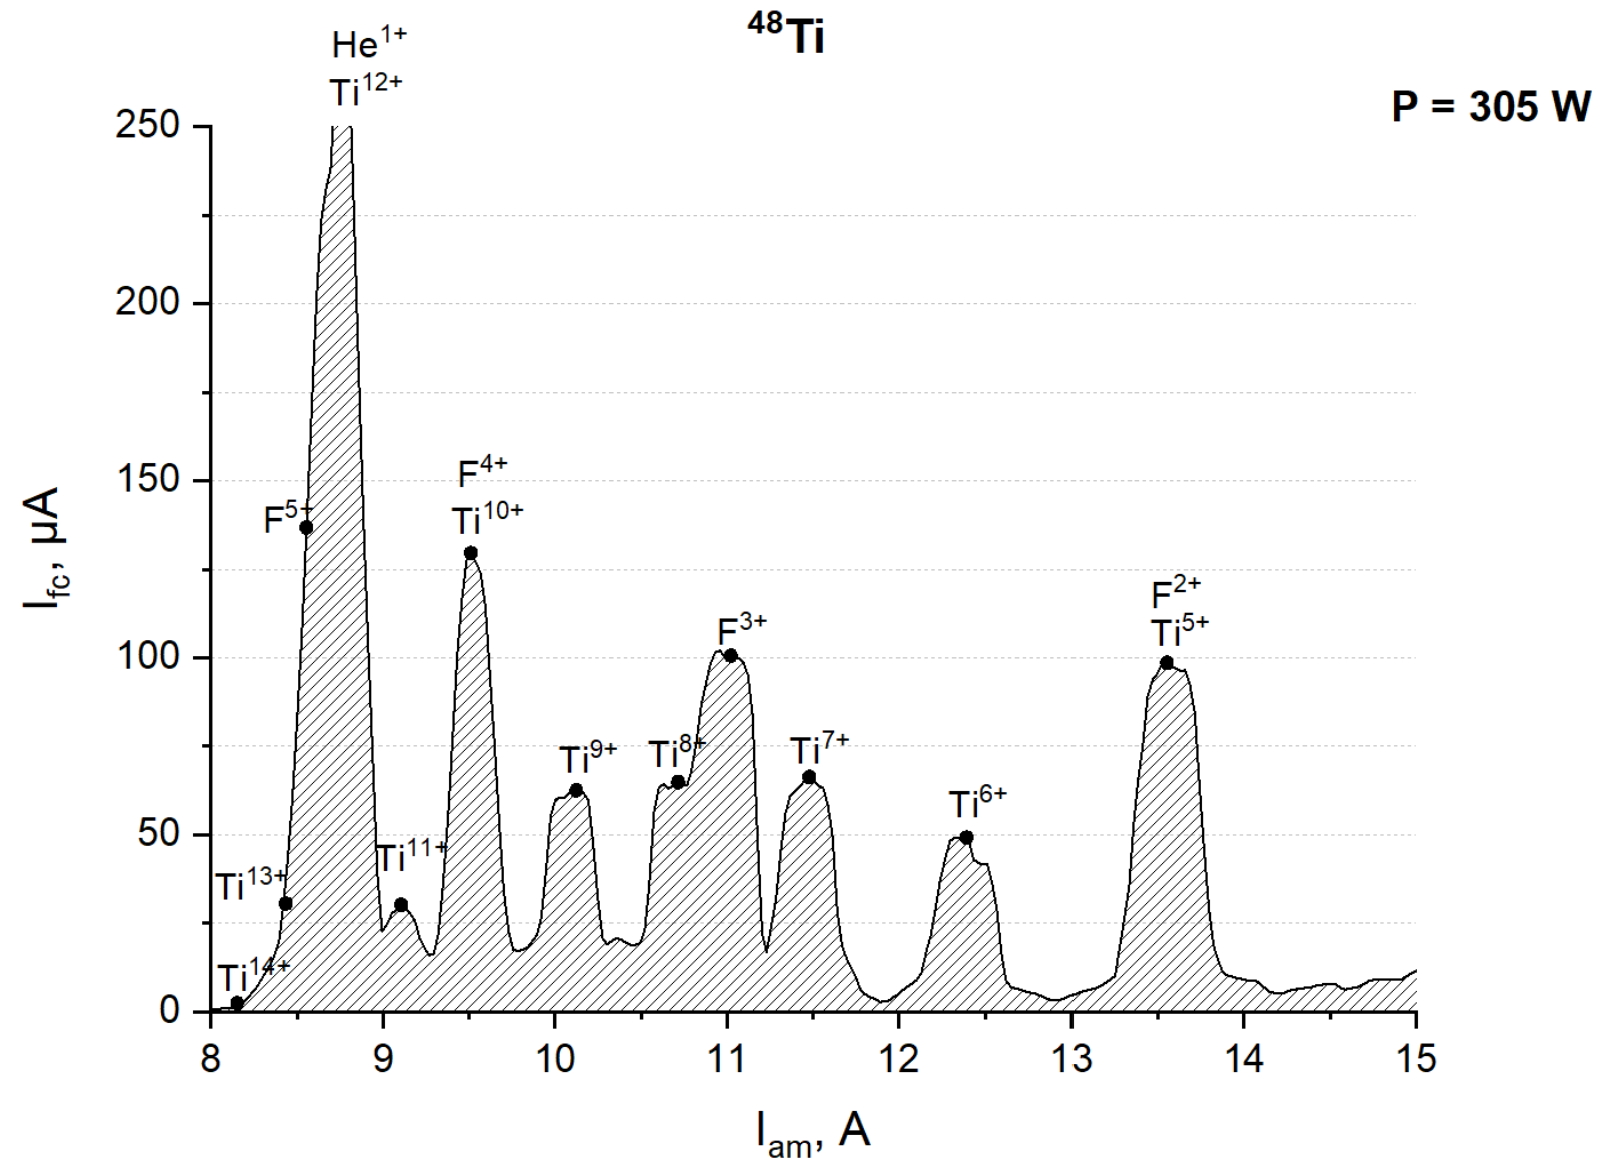 ⁴⁸Ti
P = 305 W
He¹⁺
Ti¹²⁺
250
200
150
100
50
0
I_fc, µA
F⁵⁺
Ti¹³⁺
Ti¹⁴⁺
Ti¹¹⁺
F⁴⁺
Ti¹⁰⁺
Ti⁹⁺
Ti⁸⁺
F³⁺
Ti⁷⁺
Ti⁶⁺
F²⁺
Ti⁵⁺
8 9 10 11 12 13 14 15
I_am, A